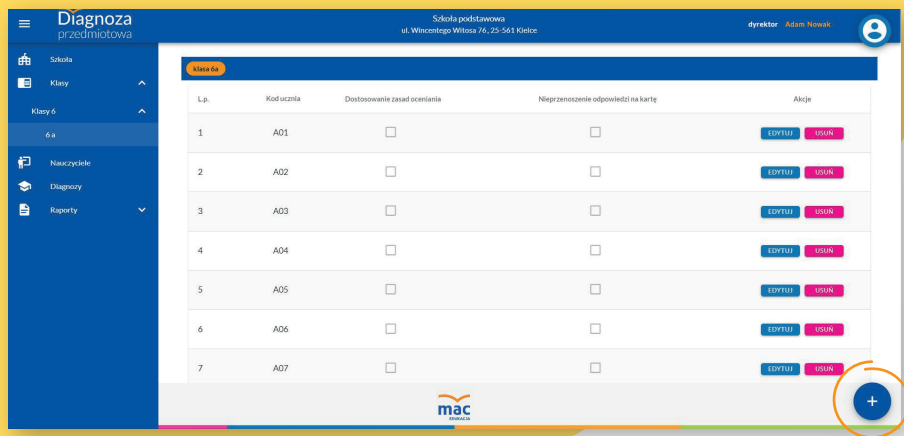 Diagnoza
przedmiotowa
Szkoła podstawowa
ul. Wincentego Witosa 76, 25-561 Kielce
dyrektor Adam Nowak
Szkoła
Klasy
Klasy 6
6 a
Nauczyciele
Diagnozy
Raporty
klasa 6a
L.p. Kod ucznia Dostosowanie zasad oceniania Nieprzenoszenie odpowiedzi na kartę Akcje
1 A01 EDYTUJ USUŃ
2 A02 EDYTUJ USUŃ
3 A03 EDYTUJ USUŃ
4 A04 EDYTUJ USUŃ
5 A05 EDYTUJ USUŃ
6 A06 EDYTUJ USUŃ
7 A07 EDYTUJ USUŃ
mac
EDUKACJA
+